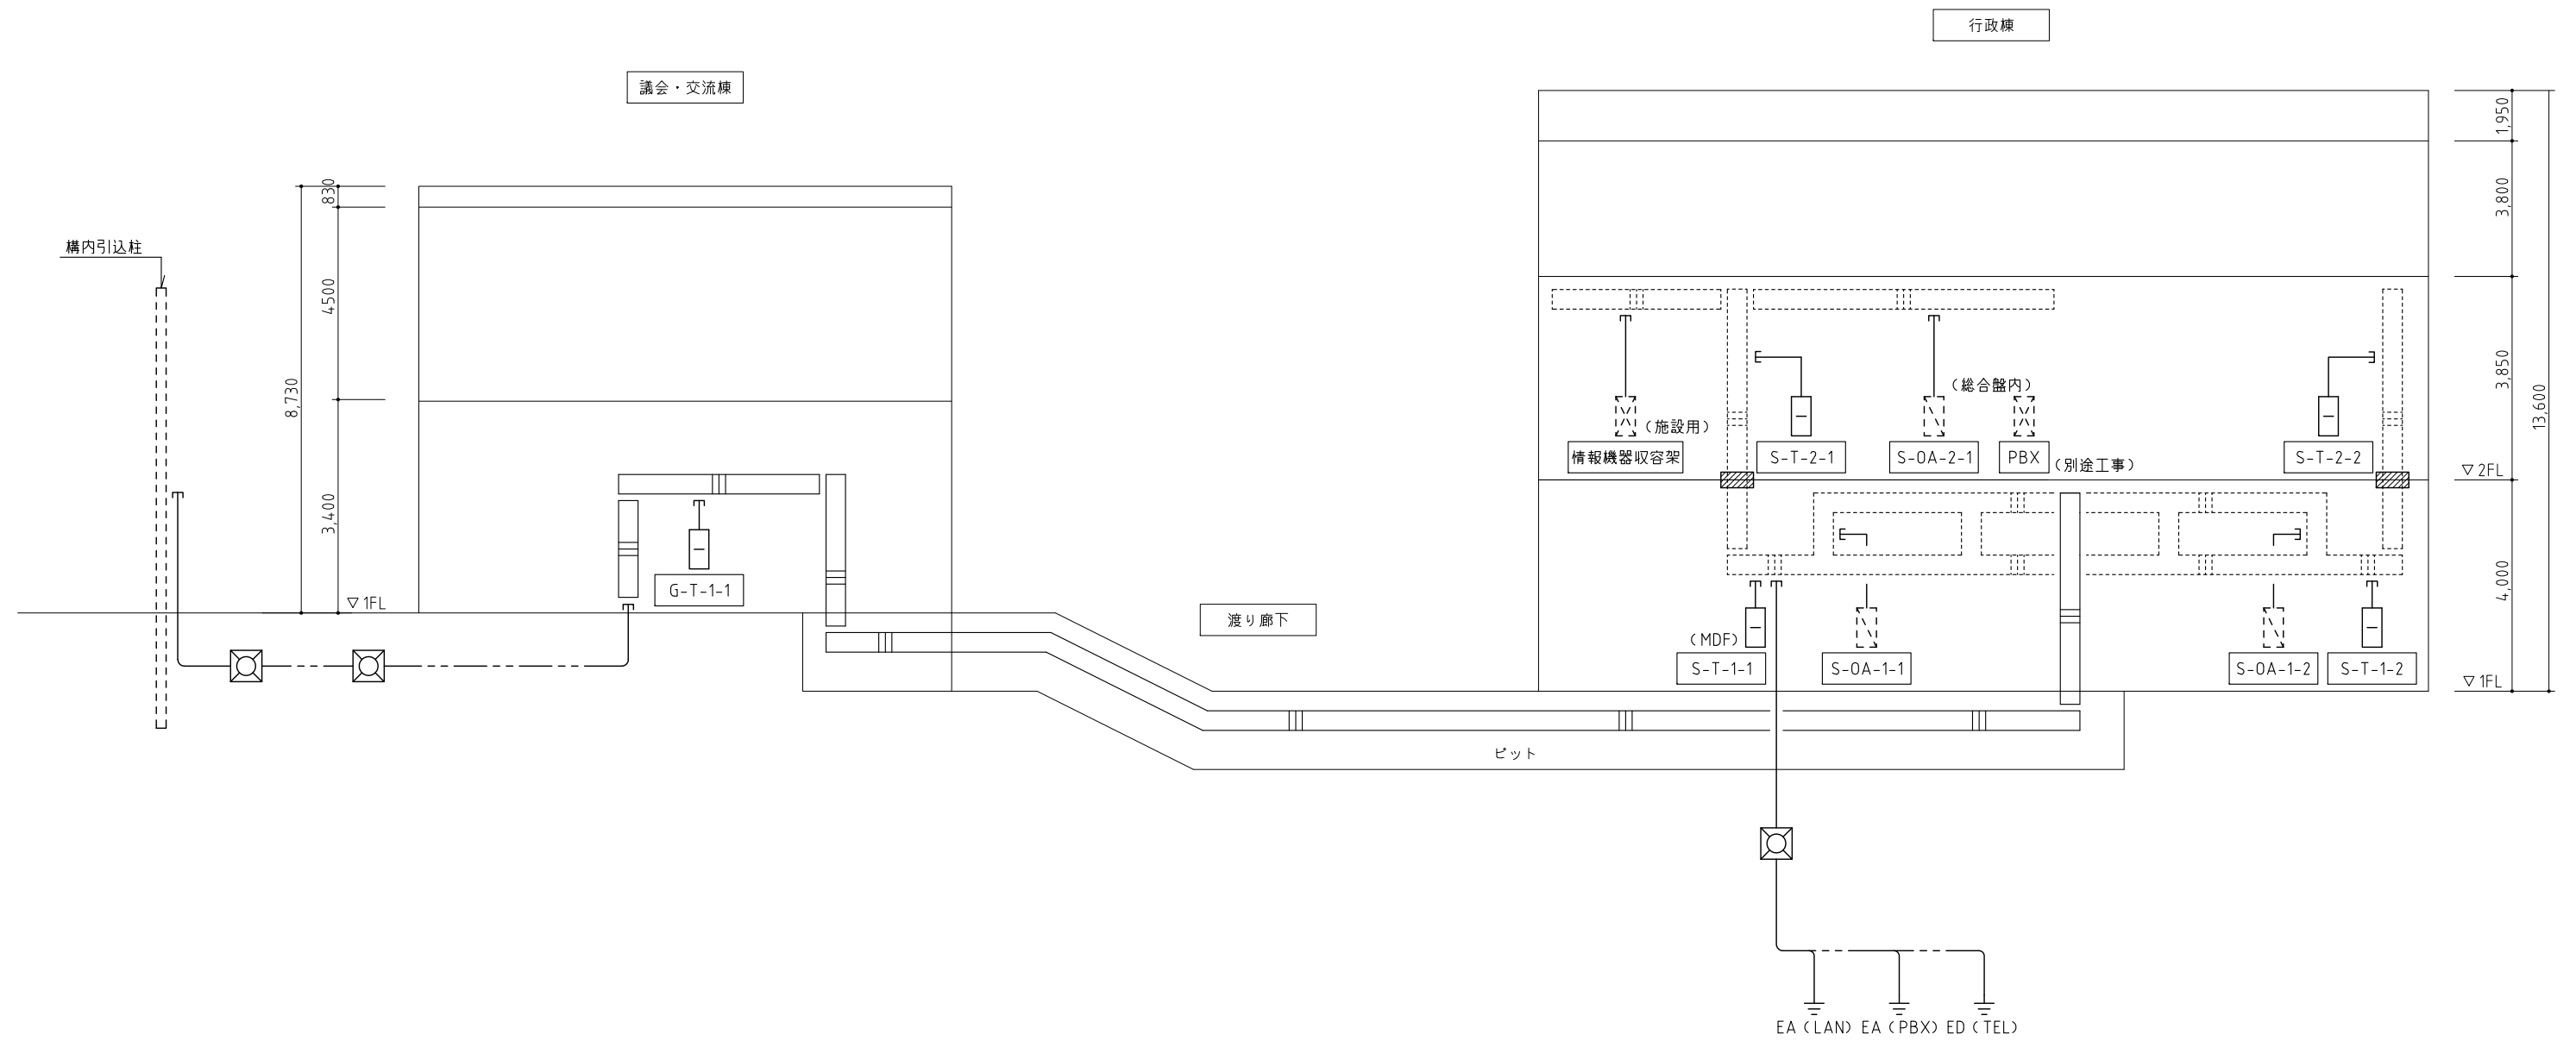 行政棟
議会・交流棟
1,950
830
3,800
構内引込柱
4500
3,850
8,730
13,600
(総合盤内)
(施設用)
情報機器収容架
S-T-2-1
S-OA-2-1
PBX
(別途工事)
S-T-2-2
▽2FL
3,400
4,000
G-T-1-1
▽1FL
渡り廊下
(MDF)
S-T-1-1
S-OA-1-1
S-OA-1-2
S-T-1-2
▽1FL
ピット
EA(LAN) EA(PBX) ED(TEL)